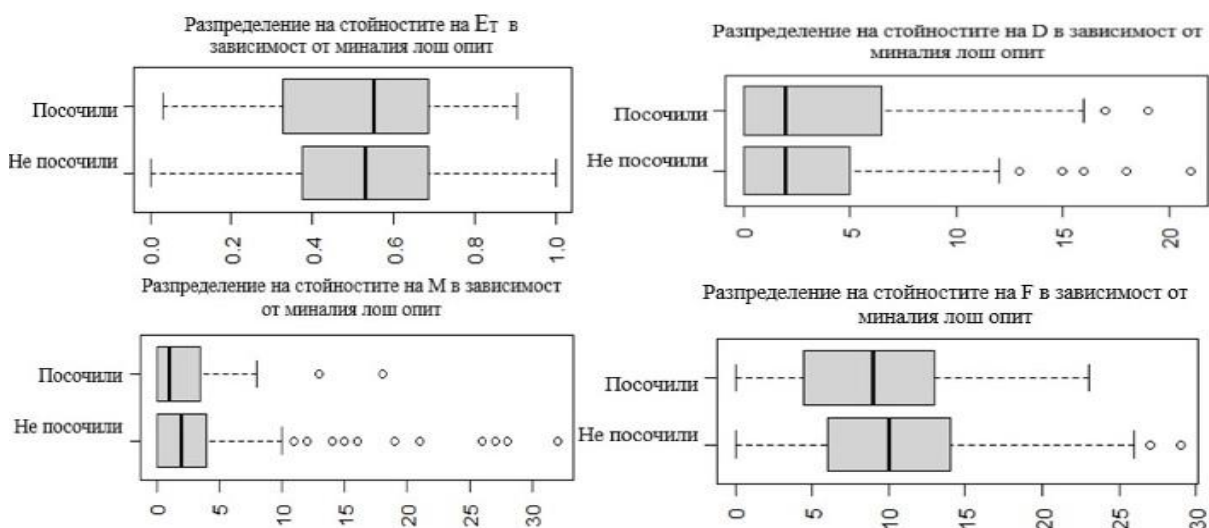 Разпределение на стойностите на Eт в
зависимост от миналия лош опит
Посочили
Не посочили
0.0 0.2 0.4 0.6 0.8 1.0
Разпределение на стойностите на D в зависимост от
миналия лош опит
Посочили
Не посочили
0 5 10 15 20
Разпределение на стойностите на M в зависимост
от миналия лош опит
Посочили
Не посочили
0 5 10 15 20 25 30
Разпределение на стойностите на F в зависимост от
миналия лош опит
Посочили
Не посочили
0 5 10 15 20 25 30